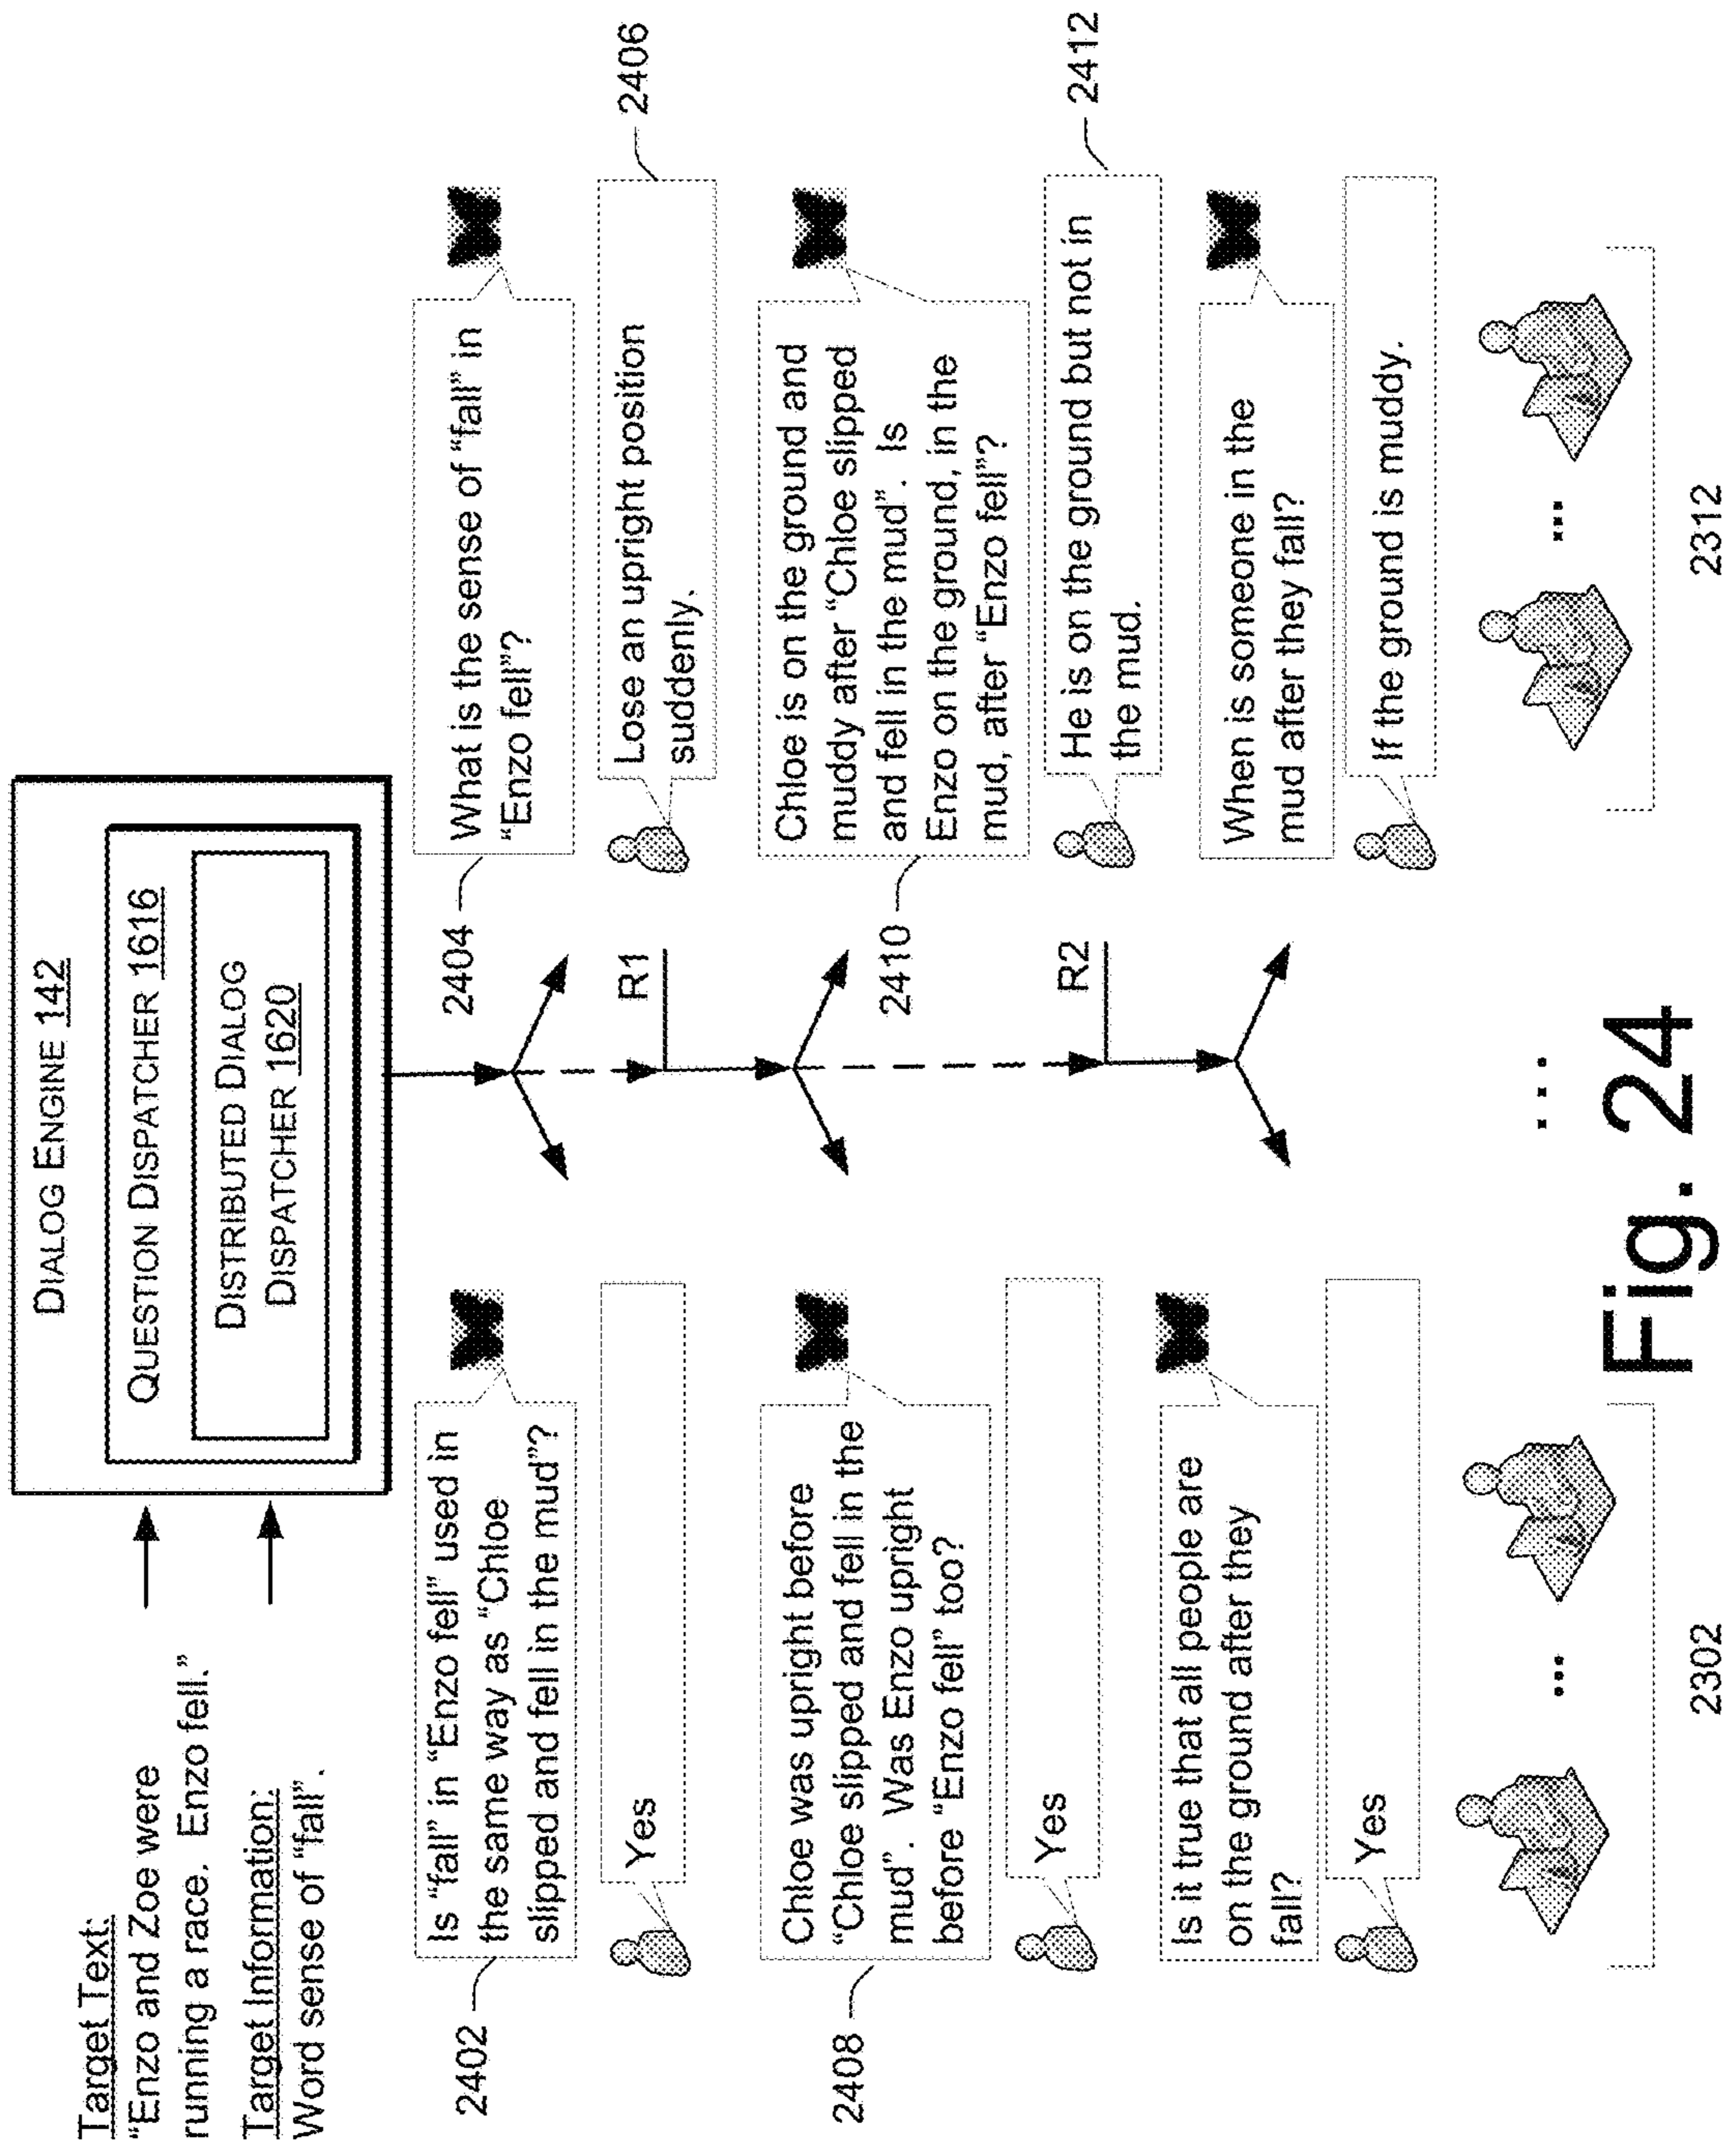 Target Text:
“Enzo and Zoe were
running a race.  Enzo fell.”
Target Information:
Word sense of “fall”.
DIALOG ENGINE 142
QUESTION DISPATCHER 1616
DISTRIBUTED DIALOG
DISPATCHER 1620
2402
Is “fall” in “Enzo fell” used in
the same way as “Chloe
slipped and fell in the mud”?
Yes
2404
What is the sense of “fall” in
“Enzo fell”?
2406
Lose an upright position
suddenly.
R1
2408
Chloe was upright before
“Chloe slipped and fell in the
mud”.  Was Enzo upright
before “Enzo fell” too?
Yes
2410
Chloe is on the ground and
muddy after “Chloe slipped
and fell in the mud”.  Is
Enzo on the ground, in the
mud, after “Enzo fell”?
2412
He is on the ground but not in
the mud.
R2
Is it true that all people are
on the ground after they
fall?
Yes
When is someone in the
mud after they fall?
If the ground is muddy.
...
...
...
2302
2312
Fig. 24